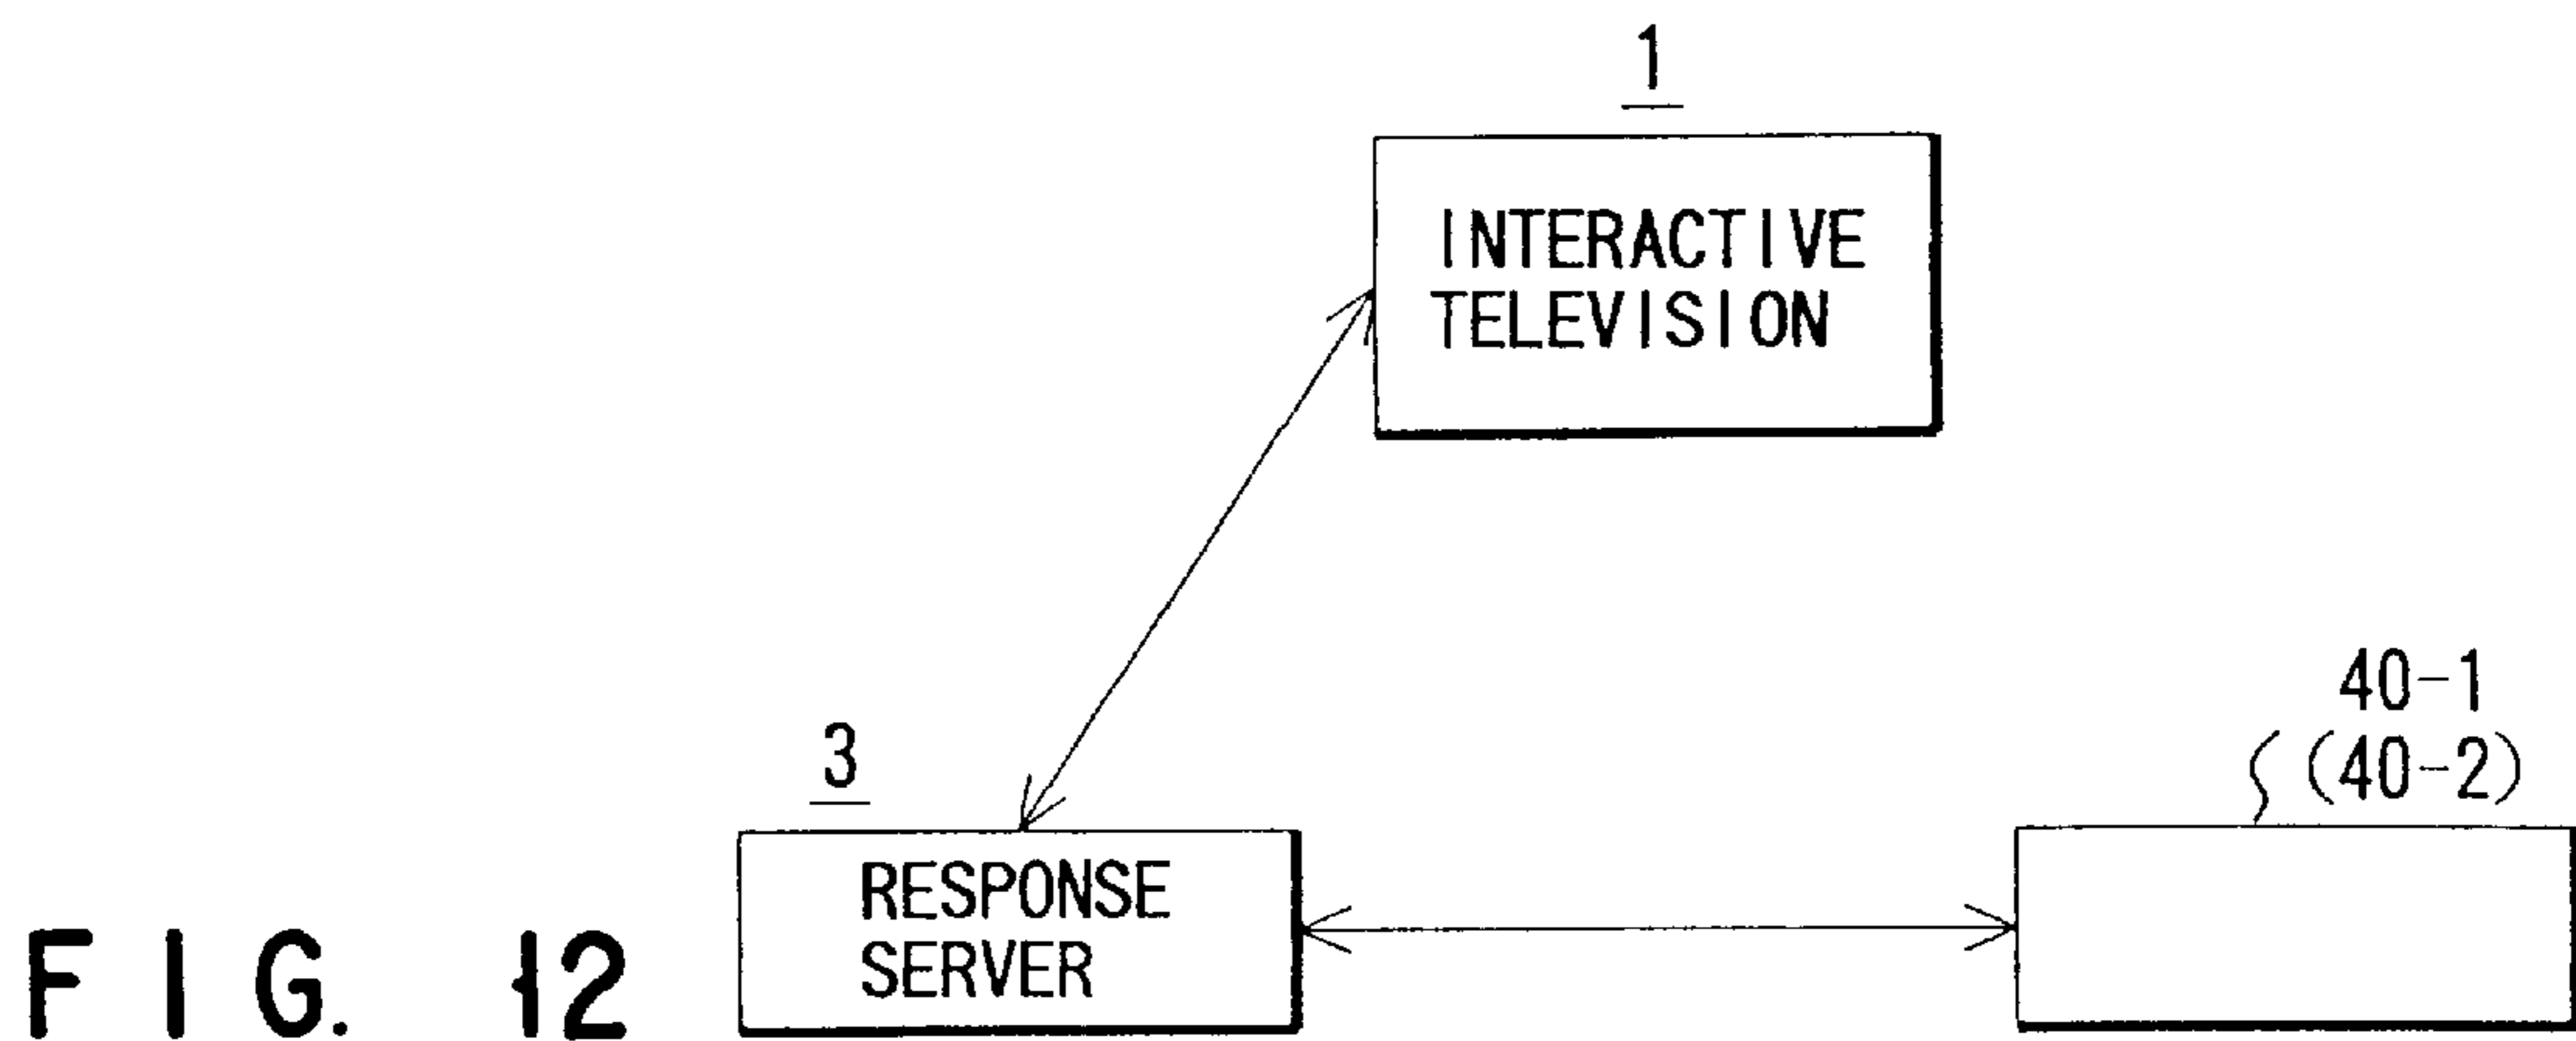 1
INTERACTIVE
TELEVISION
40-1
(40-2)
3
RESPONSE
SERVER
FIG. 12